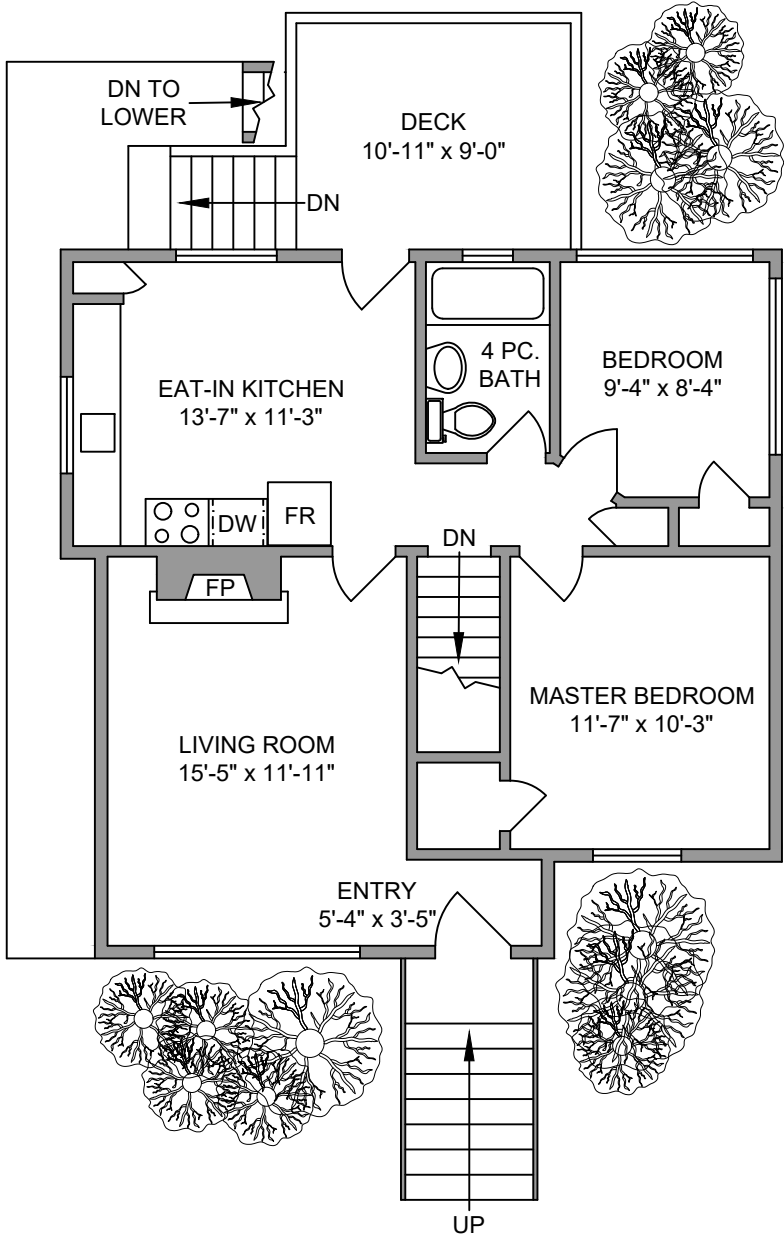 DN TO
LOWER
DECK
10'-11" x 9'-0"
DN
4 PC.
BATH
BEDROOM
9'-4" x 8'-4"
EAT-IN KITCHEN
13'-7" x 11'-3"
DW
FR
DN
FP
MASTER BEDROOM
11'-7" x 10'-3"
LIVING ROOM
15'-5" x 11'-11"
ENTRY
5'-4" x 3'-5"
UP